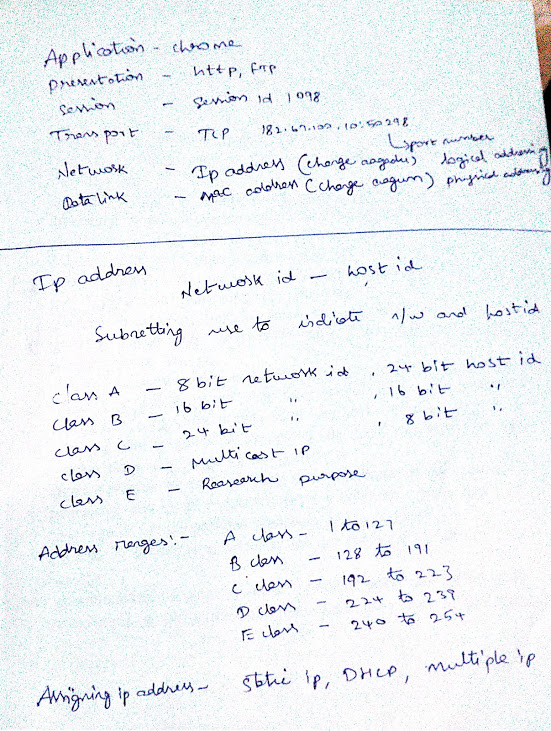 Application - chrome
presentation - http, FTP
Session - Session id 1098
Transport - TCP 182.67.100.10:50298
port number
Network - Ip address (change aagadu) logical addressing
Data link - Mac address (change aagum) physical addressing
Ip address
Network id - host id
Subnetting use to indicate n/w and hostid
class A - 8 bit network id , 24 bit host id
class B - 16 bit " , 16 bit "
class C - 24 bit " , 8 bit "
class D - Multicast IP
class E - Reasearch purpose
Address ranges:- A class - 1 to 127
B class - 128 to 191
C class - 192 to 223
D class - 224 to 239
E class - 240 to 254
Assigning ip address - Static ip, DHCP, multiple ip